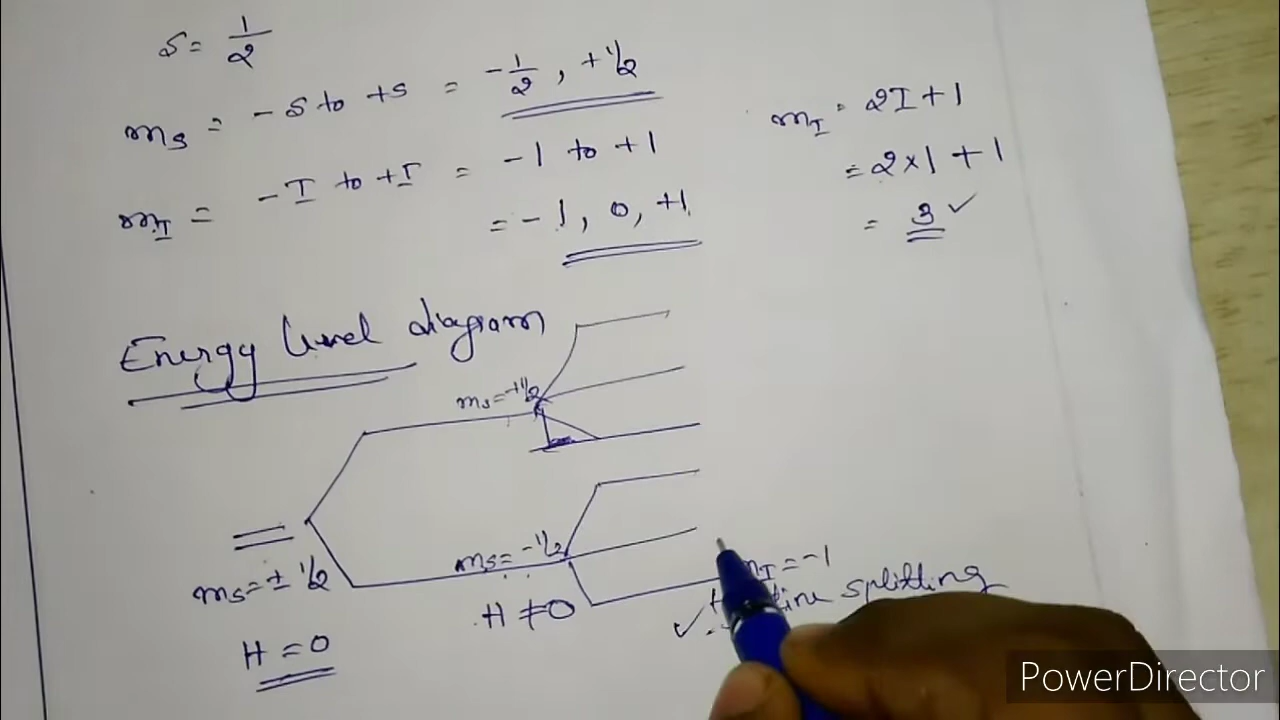 S = 1/2
mS = -S to +S = -1/2, +1/2
mI = -I to +I = -1 to +1
= -1, 0, +1
mI = 2I + 1
= 2×1 + 1
= 3 ✓
Energy level diagram
mS = +1/2
mS = ± 1/2
mS = -1/2
mI = -1
H = 0
H ≠ 0
✓ splitting
PowerDirector